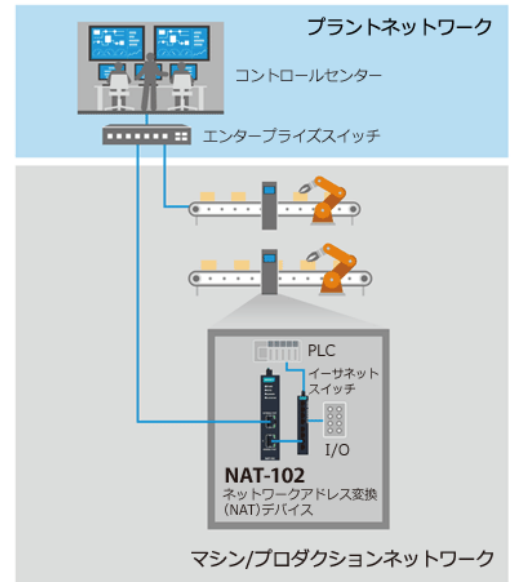 プラントネットワーク
コントロールセンター
エンタープライズスイッチ
PLC
イーサネット
スイッチ
I/O
NAT-102
ネットワークアドレス変換
(NAT)デバイス
マシン/プロダクションネットワーク